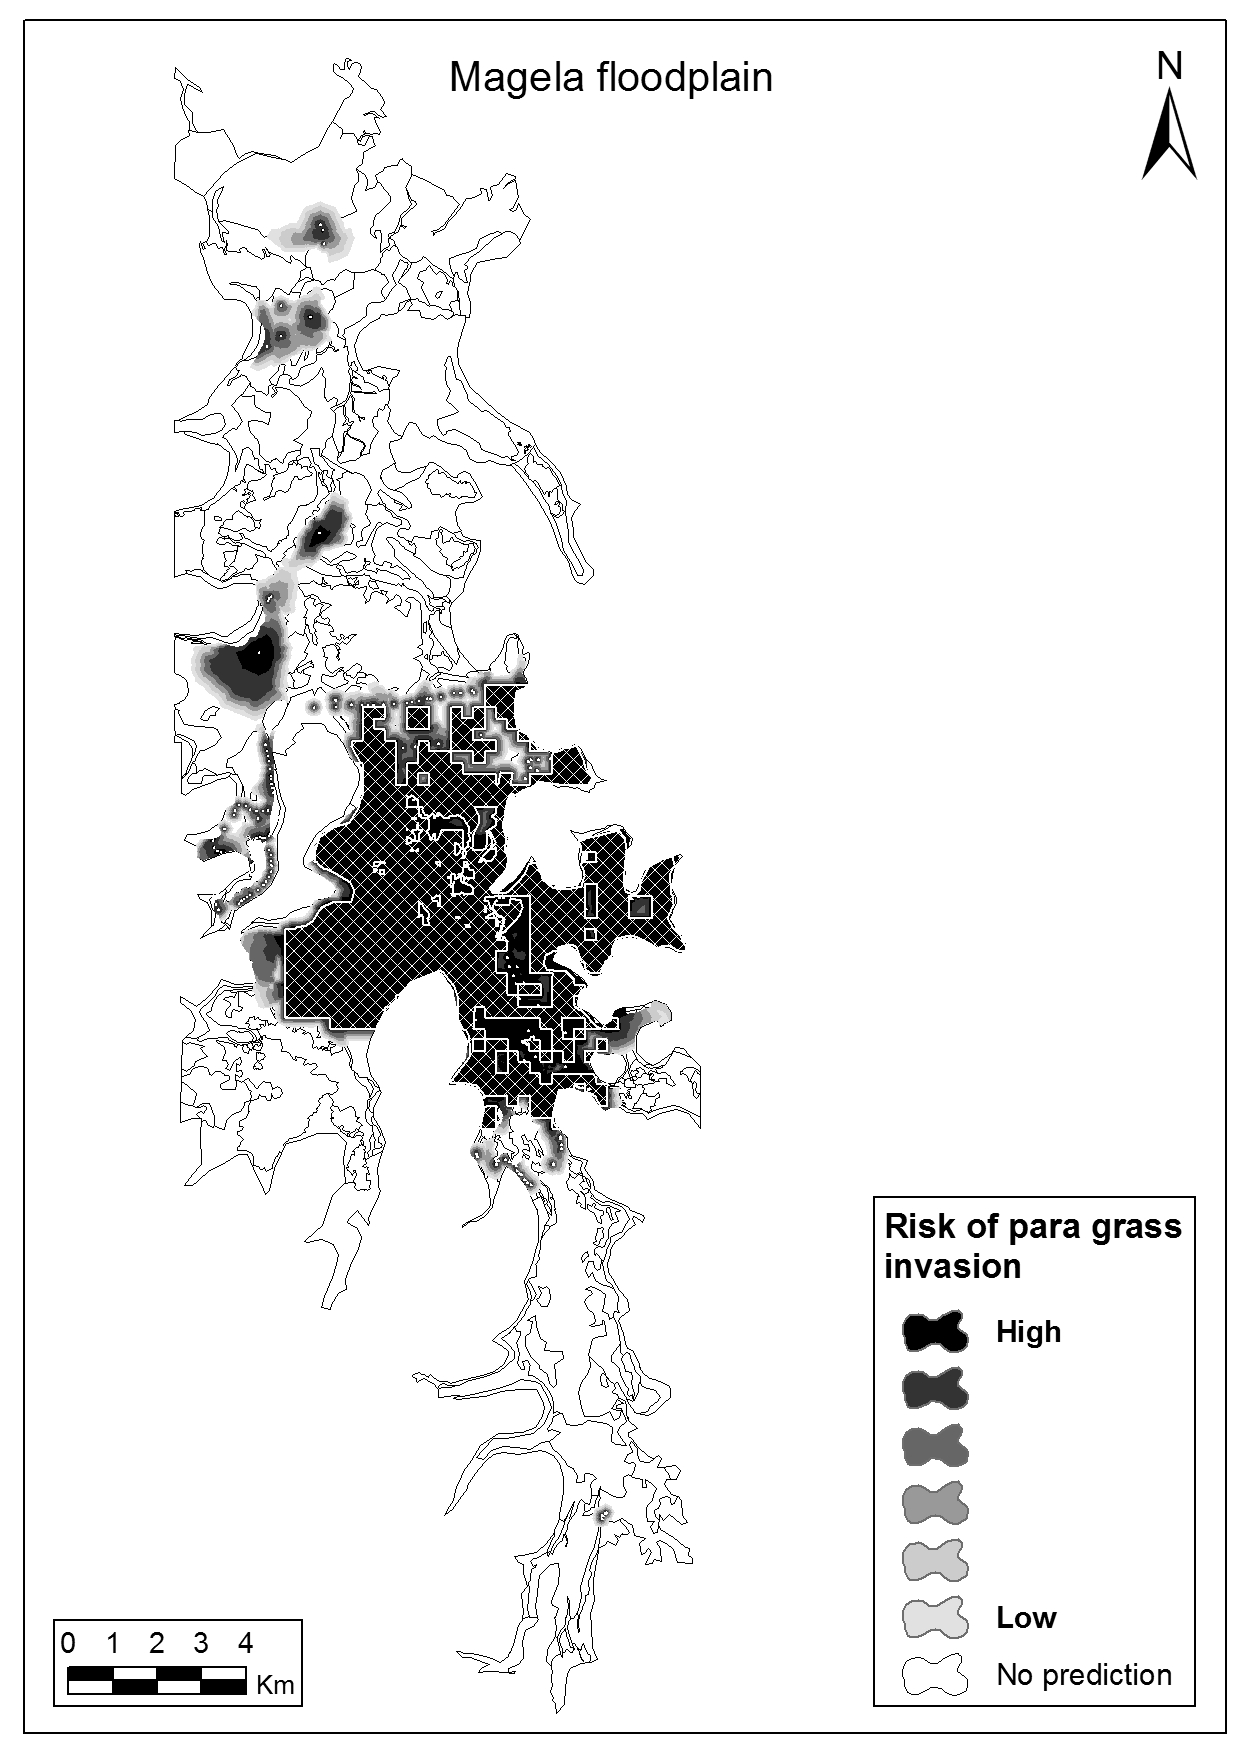 Magela floodplain
N
Risk of para grass
invasion
High
Low
No prediction
0 1 2 3 4
Km